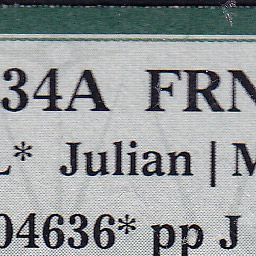 34A FRN
* Julian | M
04636* pp J